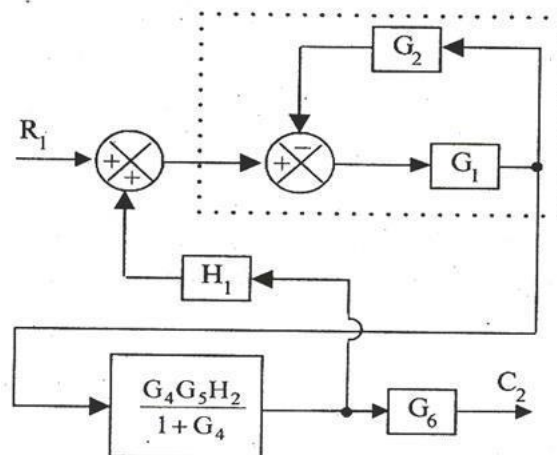 G₂
R₁
+
+
+
−
G₁
H₁
G₄G₅H₂
1+G₄
G₆
C₂